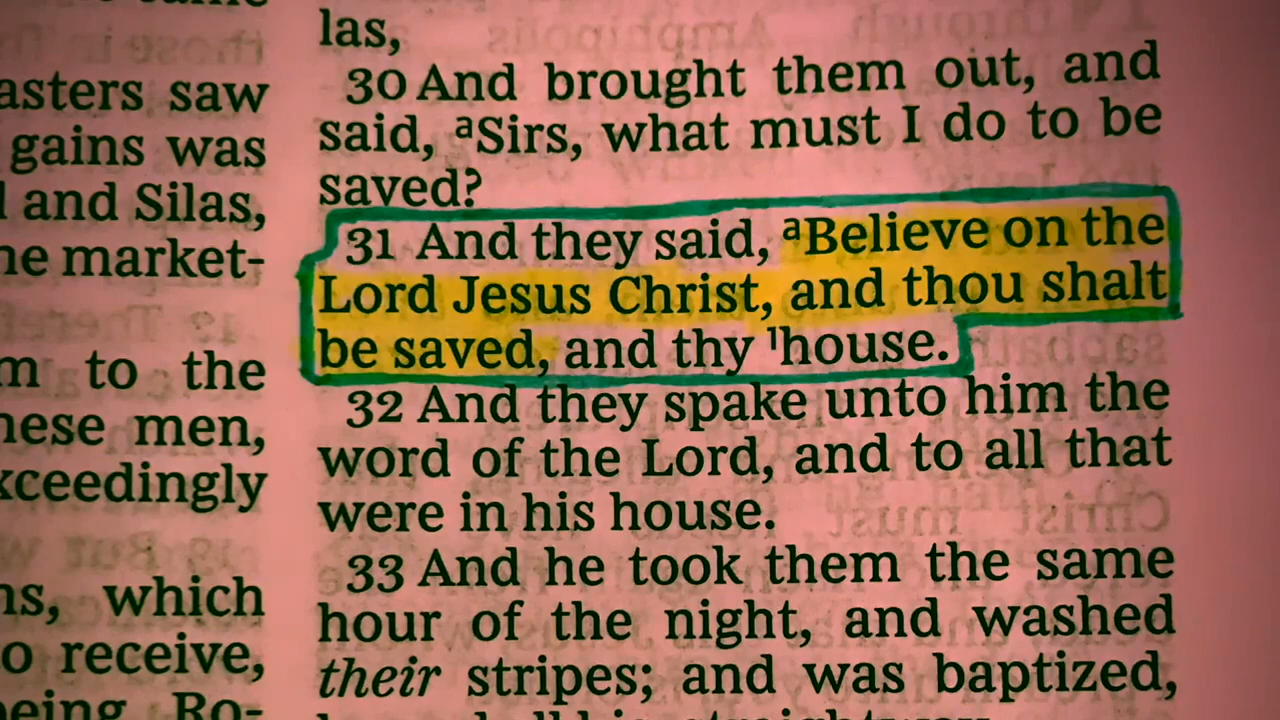 asters saw
gains was
and Silas,
market-
m to the
men,
xceedingly
which
receive,
Ro-
las,
30 And brought them out, and
said, ᵃSirs, what must I do to be
saved?
31 And they said, ᵃBelieve on the
Lord Jesus Christ, and thou shalt
be saved, and thy ¹house.
32 And they spake unto him the
word of the Lord, and to all that
were in his house.
33 And he took them the same
hour of the night, and washed
their stripes; and was baptized,